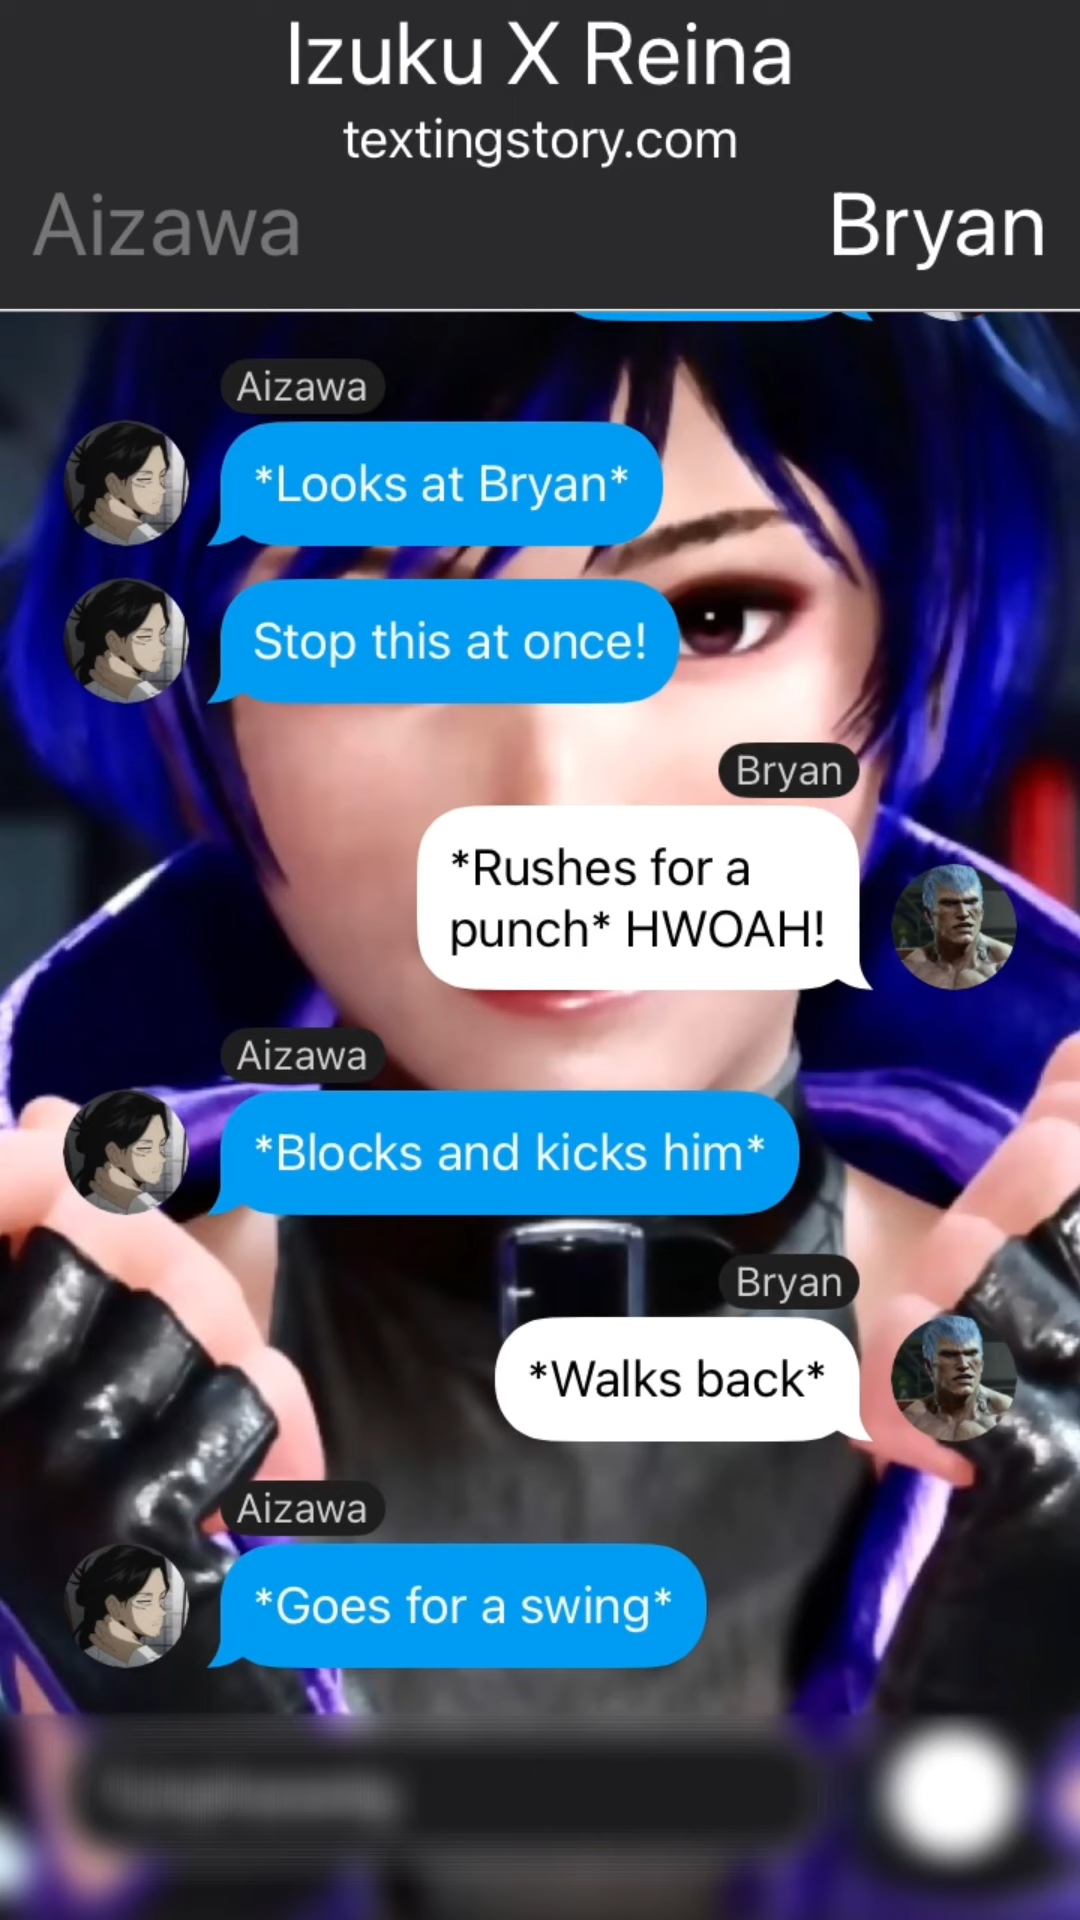 Izuku X Reina
textingstory.com
Aizawa
Bryan
Aizawa
*Looks at Bryan*
Stop this at once!
Bryan
*Rushes for a
punch* HWOAH!
Aizawa
*Blocks and kicks him*
Bryan
*Walks back*
Aizawa
*Goes for a swing*